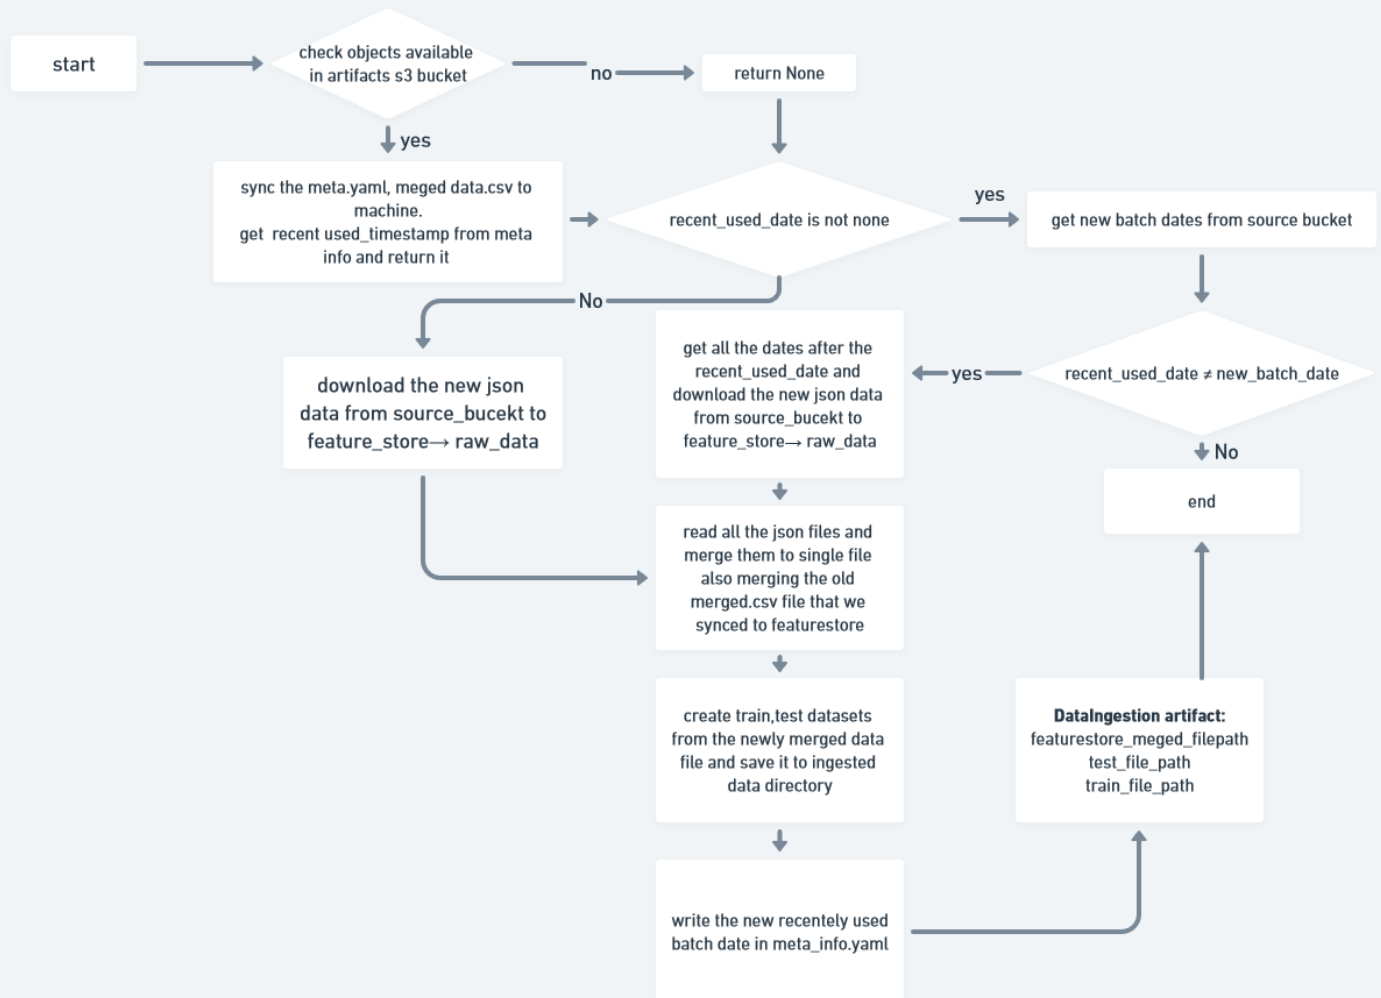 start
check objects available
in artifacts s3 bucket
no
return None
yes
sync the meta.yaml, meged data.csv to
machine.
get recent used_timestamp from meta
info and return it
recent_used_date is not none
yes
get new batch dates from source bucket
No
download the new json
data from source_bucekt to
feature_store→ raw_data
get all the dates after the
recent_used_date and
download the new json data
from source_bucekt to
feature_store→ raw_data
yes
recent_used_date ≠ new_batch_date
No
end
read all the json files and
merge them to single file
also merging the old
merged.csv file that we
synced to featurestore
create train,test datasets
from the newly merged data
file and save it to ingested
data directory
DataIngestion artifact:
featurestore_meged_filepath
test_file_path
train_file_path
write the new recentely used
batch date in meta_info.yaml